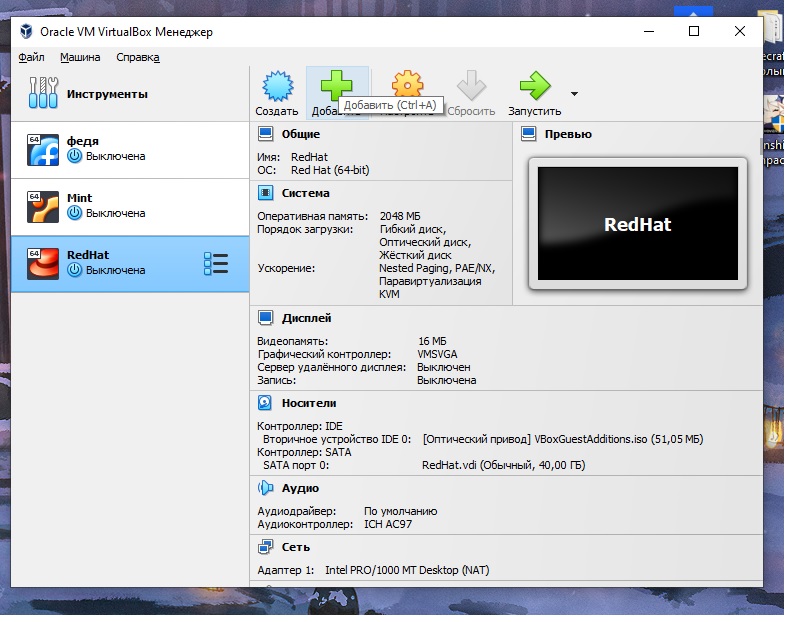 Oracle VM VirtualBox Менеджер
Файл Машина Справка
Инструменты
Создать
Добавить (Ctrl+A)
Сбросить
Запустить
64
федя
Выключена
64
Mint
Выключена
64
RedHat
Выключена
Общие
Имя: RedHat
ОС: Red Hat (64-bit)
Система
Оперативная память: 2048 МБ
Порядок загрузки: Гибкий диск,
Оптический диск,
Жёсткий диск
Ускорение: Nested Paging, PAE/NX,
Паравиртуализация
KVM
Превью
RedHat
Дисплей
Видеопамять: 16 МБ
Графический контроллер: VMSVGA
Сервер удалённого дисплея: Выключен
Запись: Выключена
Носители
Контроллер: IDE
Вторичное устройство IDE 0: [Оптический привод] VBoxGuestAdditions.iso (51,05 МБ)
Контроллер: SATA
SATA порт 0: RedHat.vdi (Обычный, 40,00 ГБ)
Аудио
Аудиодрайвер: По умолчанию
Аудиоконтроллер: ICH AC97
Сеть
Адаптер 1: Intel PRO/1000 MT Desktop (NAT)